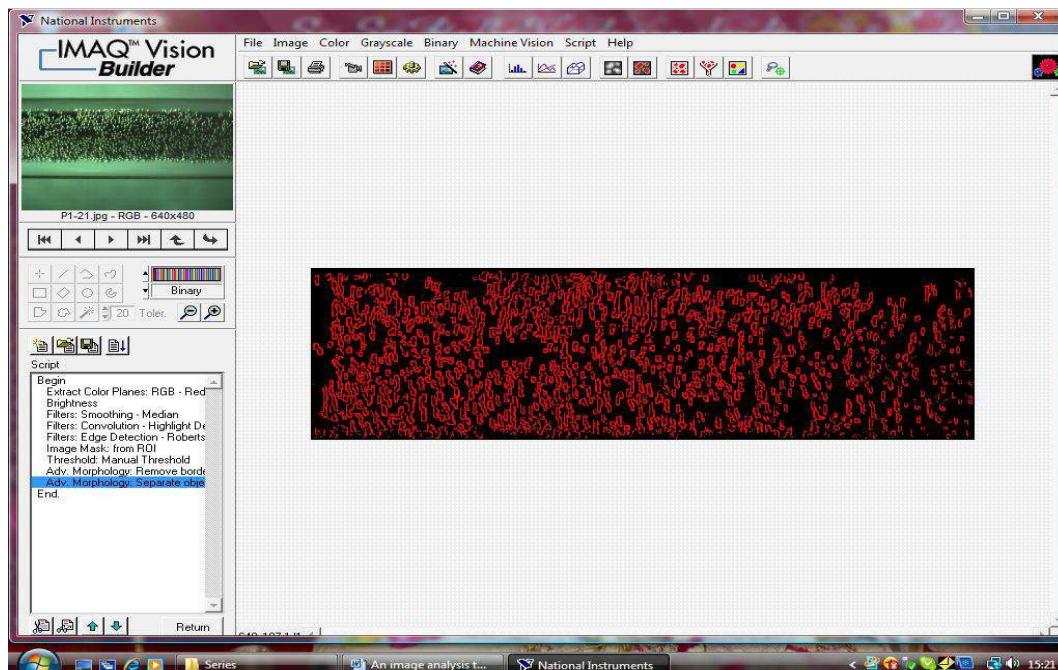 National Instruments
IMAQ™ Vision
Builder
File Image Color Grayscale Binary Machine Vision Script Help
P1-21.jpg - RGB - 640x480
Binary
20 Toler.
Script
Begin
Extract Color Planes: RGB - Red
Brightness
Filters: Smoothing - Median
Filters: Convolution - Highlight De
Filters: Edge Detection - Roberts
Image Mask: from ROI
Threshold: Manual Threshold
Adv. Morphology: Remove borde
Adv. Morphology: Separate obje
End.
Return
Series
An image analysis t...
National Instruments
15:21